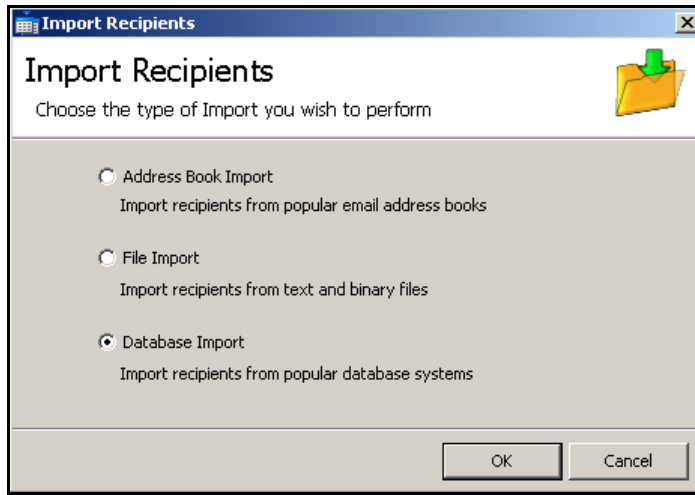 Import Recipients
Import Recipients
Choose the type of Import you wish to perform
Address Book Import
Import recipients from popular email address books
File Import
Import recipients from text and binary files
Database Import
Import recipients from popular database systems
OK
Cancel